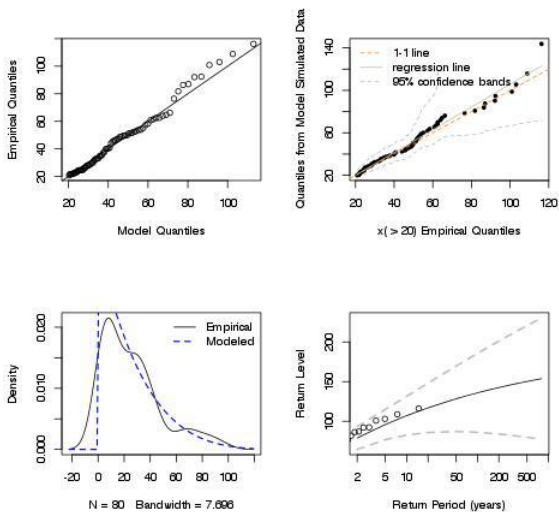 Empirical Quantiles
20 40 60 80 100
20 40 60 80 100
Model Quantiles
Quantiles from Model Simulated Data
20 60 100 140
1-1 line
regression line
95% confidence bands
20 40 60 80 100 120
x( > 20) Empirical Quantiles
Density
0.000 0.010 0.020
Empirical
Modeled
-20 0 20 40 60 80 100 120
N = 80 Bandwidth = 7.696
Return Level
100 150 200
2 5 10 50 200 500
Return Period (years)